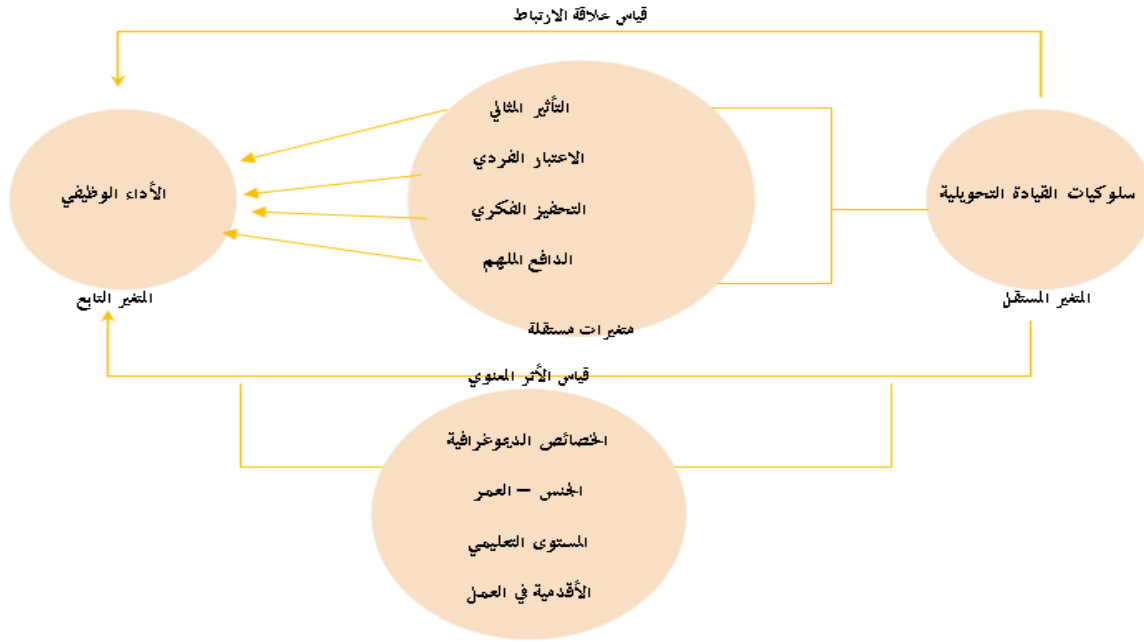 قياس علاقة الارتباط
سلوكيات القيادة التحويلية
المتغير المستقل
التأثير المثالي
الاعتبار الفردي
التحفيز الفكري
الدافع الملهم
متغيرات مستقلة
الأداء الوظيفي
المتغير التابع
قياس الأثر المعنوي
الخصائص الديموغرافية
الجنس – العمر
المستوى التعليمي
الأقدمية في العمل